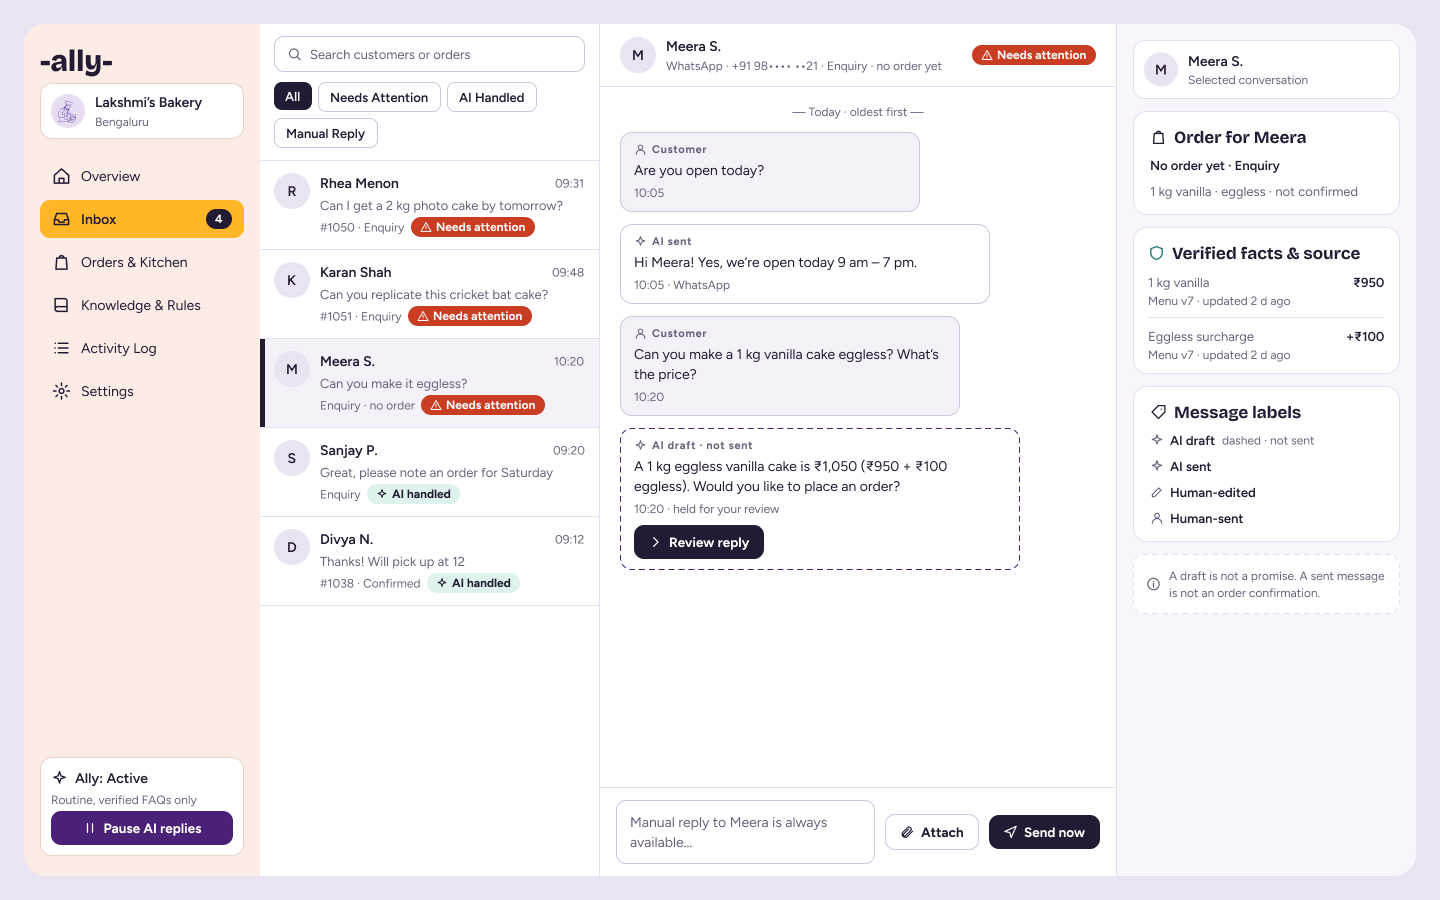 -ally-
Lakshmi’s Bakery
Bengaluru
Overview
Inbox 4
Orders & Kitchen
Knowledge & Rules
Activity Log
Settings
Ally: Active
Routine, verified FAQs only
Pause AI replies
Search customers or orders
All Needs Attention AI Handled
Manual Reply
R Rhea Menon 09:31
Can I get a 2 kg photo cake by tomorrow?
#1050 · Enquiry Needs attention
K Karan Shah 09:48
Can you replicate this cricket bat cake?
#1051 · Enquiry Needs attention
M Meera S. 10:20
Can you make it eggless?
Enquiry · no order Needs attention
S Sanjay P. 09:20
Great, please note an order for Saturday
Enquiry AI handled
D Divya N. 09:12
Thanks! Will pick up at 12
#1038 · Confirmed AI handled
M Meera S.
WhatsApp · +91 98•••• ••21 · Enquiry · no order yet
Needs attention
— Today · oldest first —
Customer
Are you open today?
10:05
AI sent
Hi Meera! Yes, we’re open today 9 am – 7 pm.
10:05 · WhatsApp
Customer
Can you make a 1 kg vanilla cake eggless? What’s
the price?
10:20
AI draft · not sent
A 1 kg eggless vanilla cake is ₹1,050 (₹950 + ₹100
eggless). Would you like to place an order?
10:20 · held for your review
Review reply
Manual reply to Meera is always
available…
Attach
Send now
M Meera S.
Selected conversation
Order for Meera
No order yet · Enquiry
1 kg vanilla · eggless · not confirmed
Verified facts & source
1 kg vanilla ₹950
Menu v7 · updated 2 d ago
Eggless surcharge +₹100
Menu v7 · updated 2 d ago
Message labels
AI draft dashed · not sent
AI sent
Human-edited
Human-sent
A draft is not a promise. A sent message
is not an order confirmation.